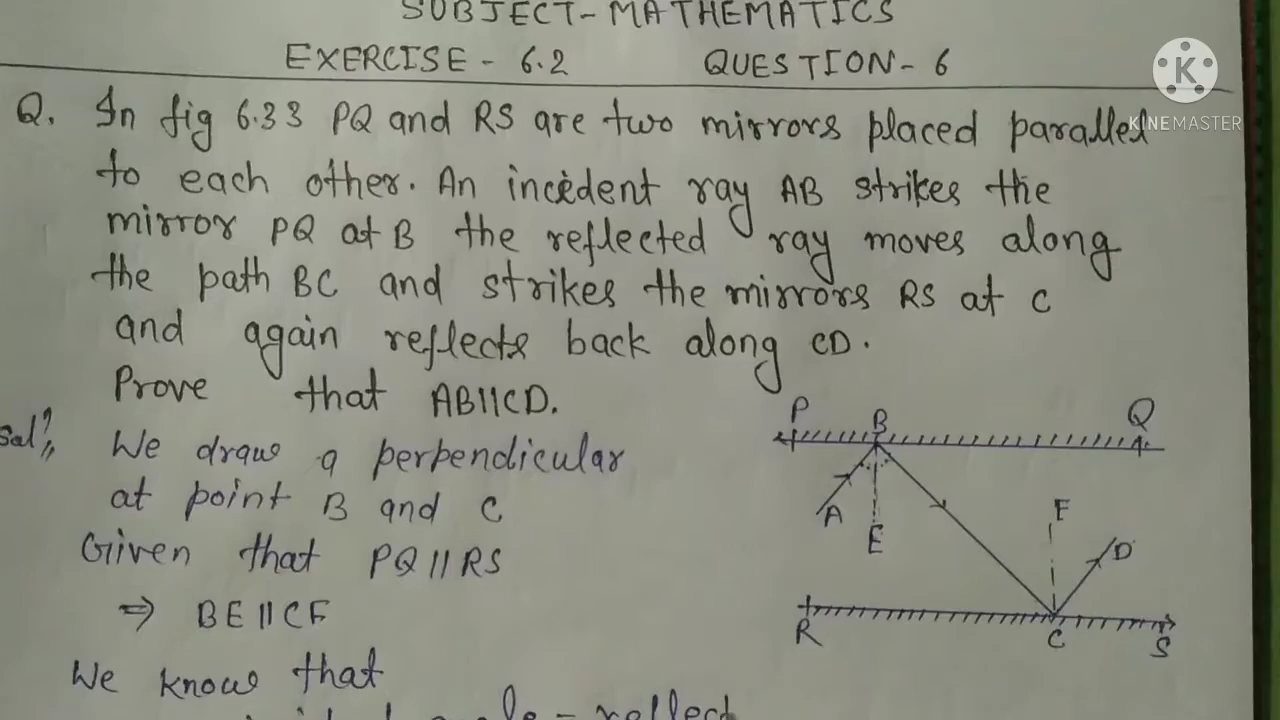 SUBJECT- MATHEMATICS
EXERCISE - 6.2 QUESTION- 6
K
KINEMASTER
Q. In fig 6.33 PQ and RS are two mirrors placed parallel
to each other. An incident ray AB strikes the
mirror PQ at B the reflected ray moves along
the path BC and strikes the mirrors RS at C
and again reflects back along CD.
Prove that AB||CD.
Solⁿ,, We draw a perpendicular
at point B and C
Given that PQ || RS
⇒ BE || CF
We know that
angle = reflect
P B Q
A E F D
R C S